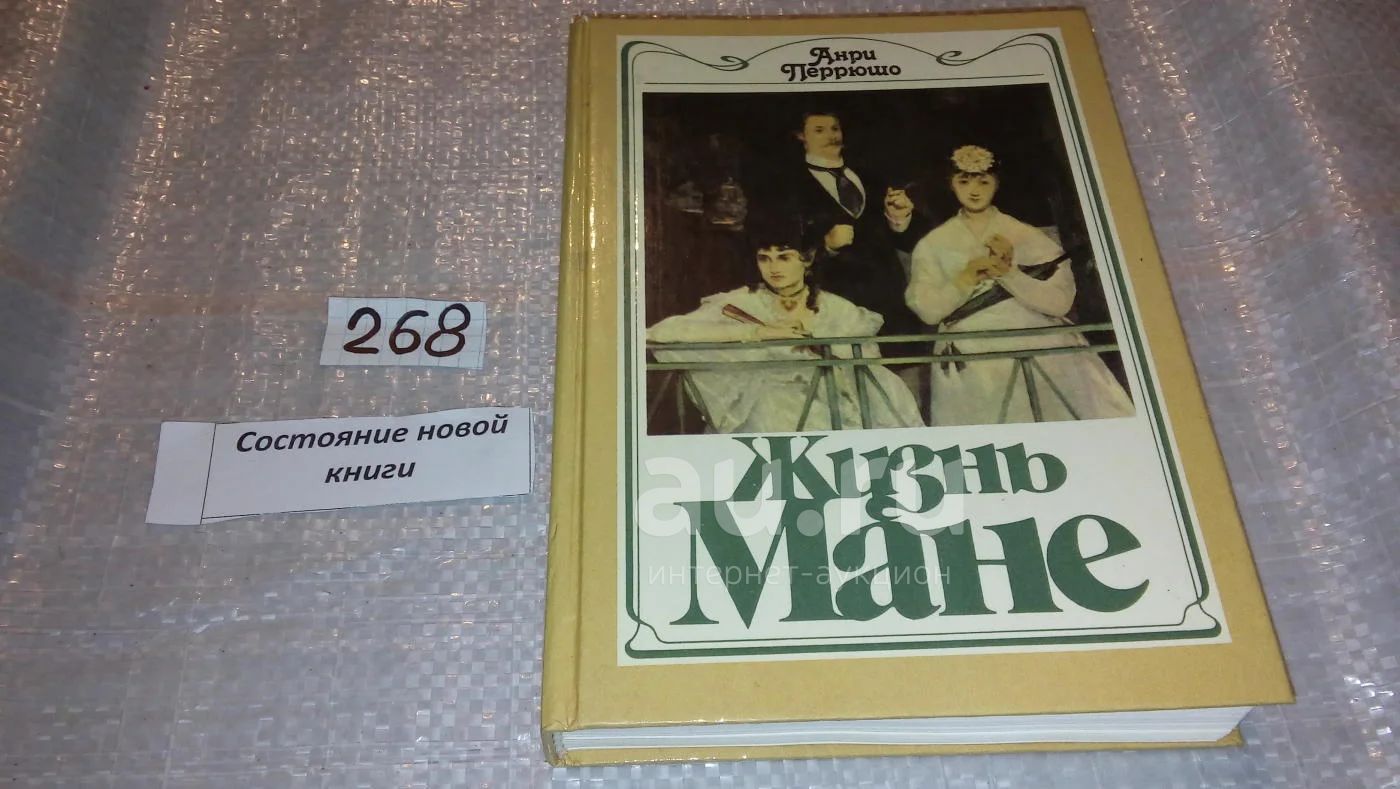 Анри
Перрюшо
268
Состояние новой
книги
Жизнь
Мане
au.ru
интернет-аукцион